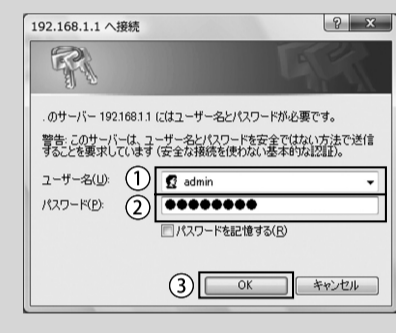 192.168.1.1 へ接続
. のサーバー 192.168.1.1 にはユーザー名とパスワードが必要です。
警告: このサーバーは、ユーザー名とパスワードを安全ではない方法で送信
することを要求しています (安全な接続を使わない基本的な認証)。
ユーザー名(U): ① admin
パスワード(P): ② ●●●●●●●●
パスワードを記憶する(R)
③ OK キャンセル